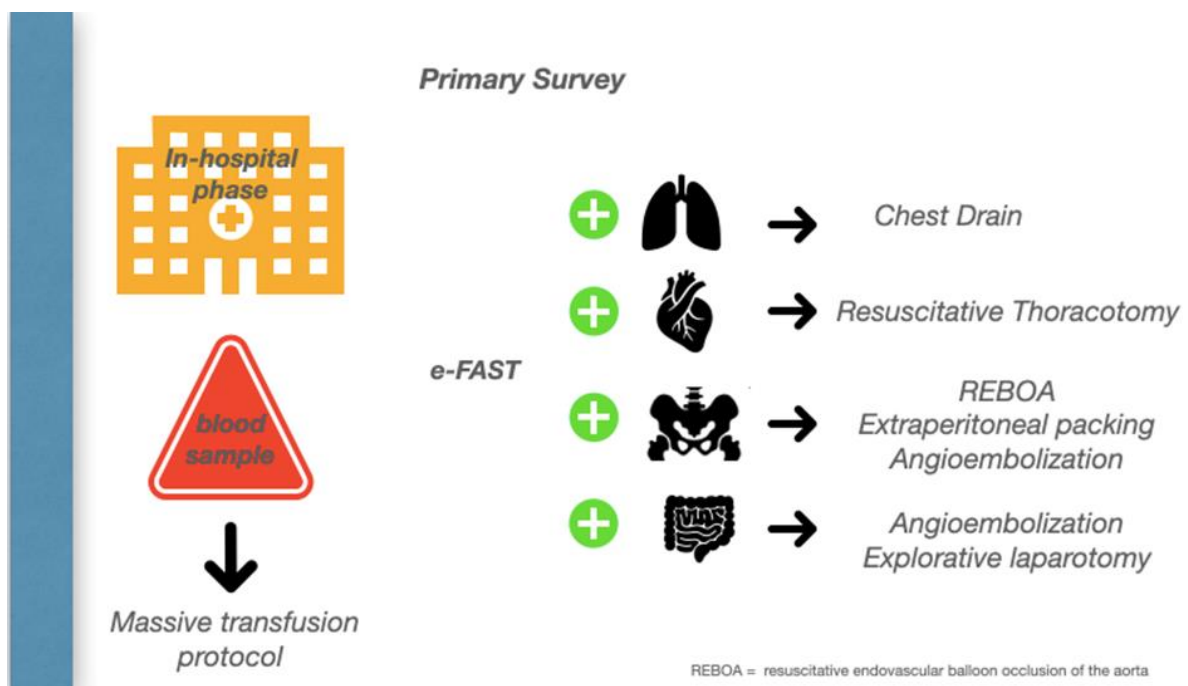 Primary Survey
In-hospital
phase
blood
sample
Massive transfusion
protocol
e-FAST
Chest Drain
Resuscitative Thoracotomy
REBOA
Extraperitoneal packing
Angioembolization
Angioembolization
Explorative laparotomy
REBOA = resuscitative endovascular balloon occlusion of the aorta